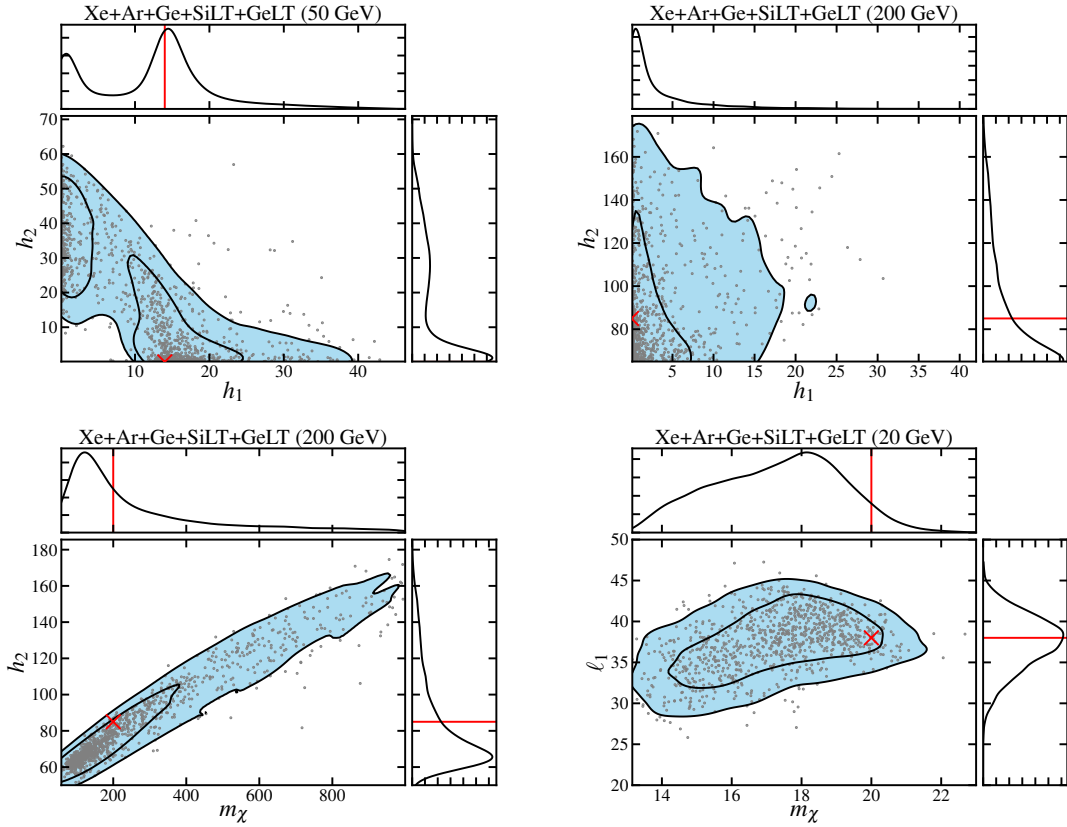 Xe+Ar+Ge+SiLT+GeLT (50 GeV)
70
60
50
40
30
20
10
h₂
10 20 30 40
h₁
Xe+Ar+Ge+SiLT+GeLT (200 GeV)
160
140
120
100
80
h₂
5 10 15 20 25 30 35 40
h₁
Xe+Ar+Ge+SiLT+GeLT (200 GeV)
180
160
140
120
100
80
60
h₂
200 400 600 800
mχ
Xe+Ar+Ge+SiLT+GeLT (20 GeV)
50
45
40
35
30
25
20
ℓ₁
14 16 18 20 22
mχ